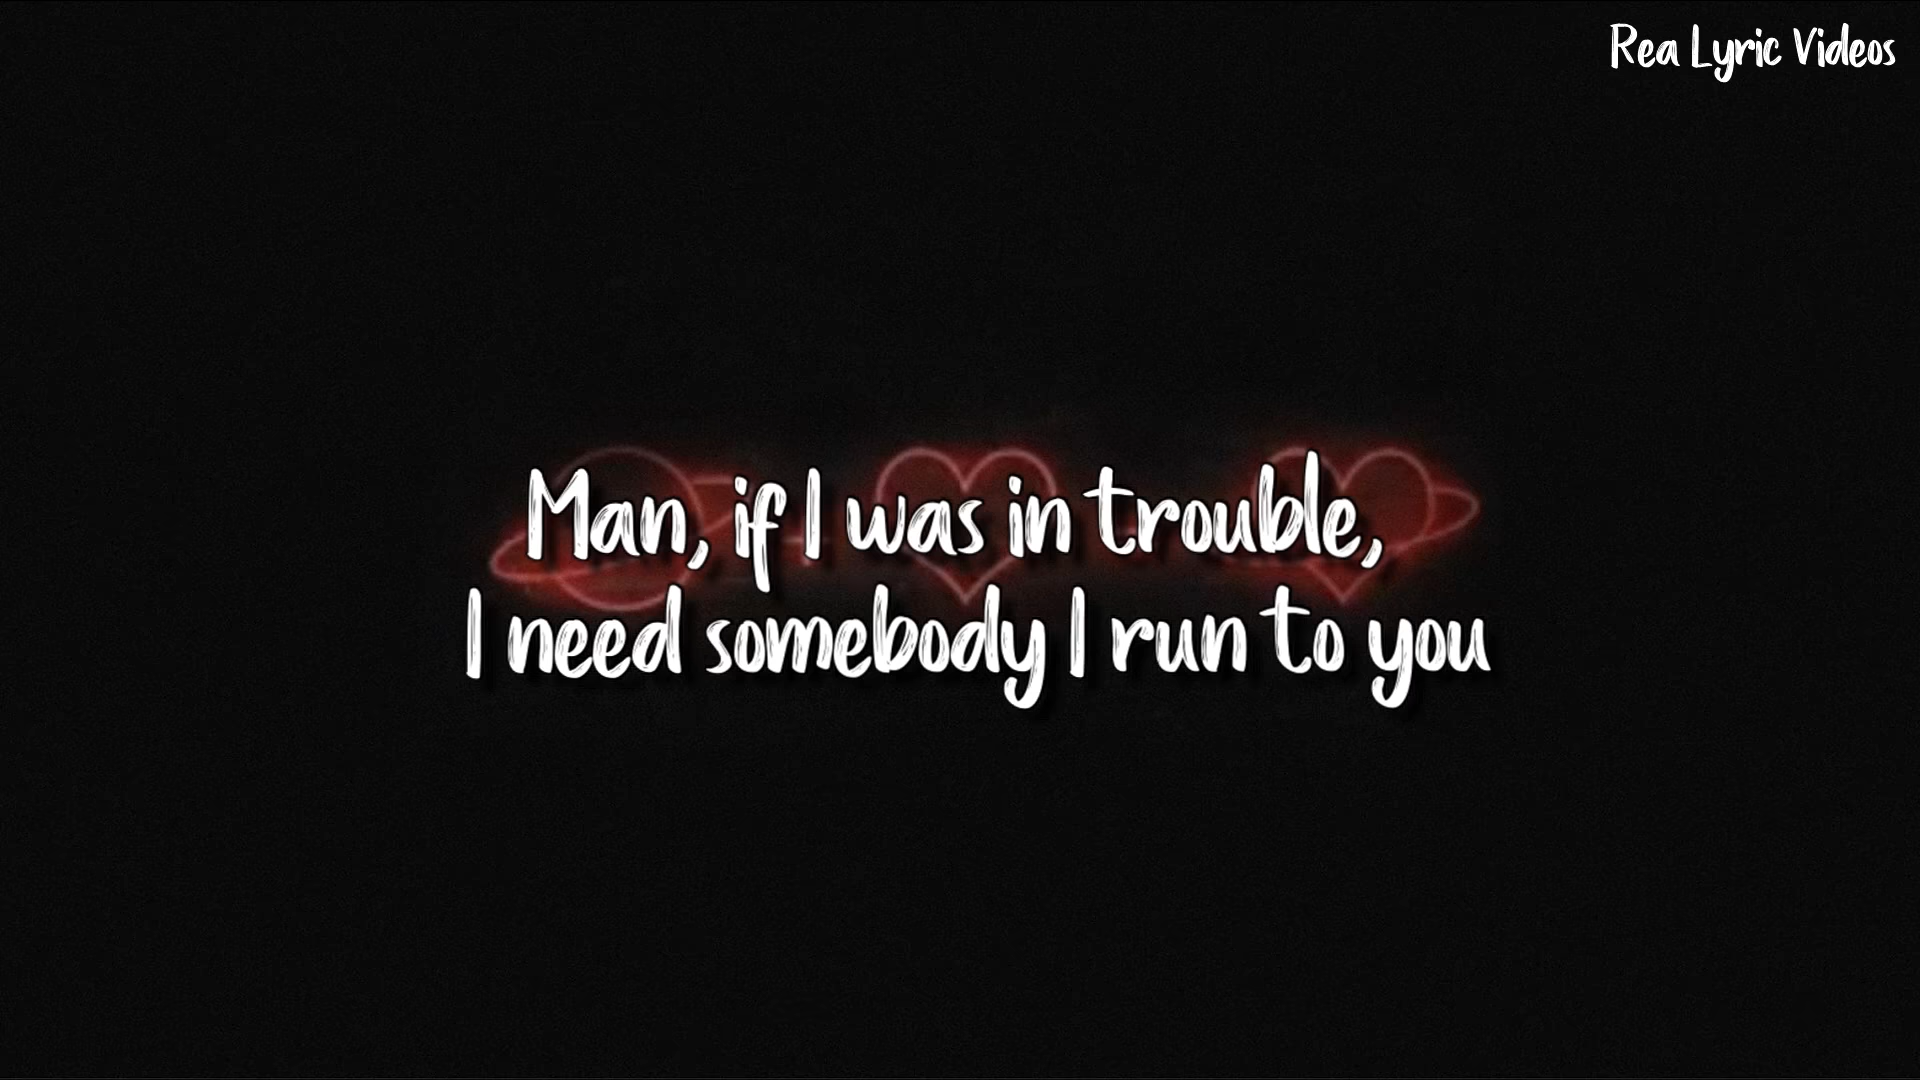 Rea Lyric Videos
Man, if I was in trouble,
I need somebody I run to you